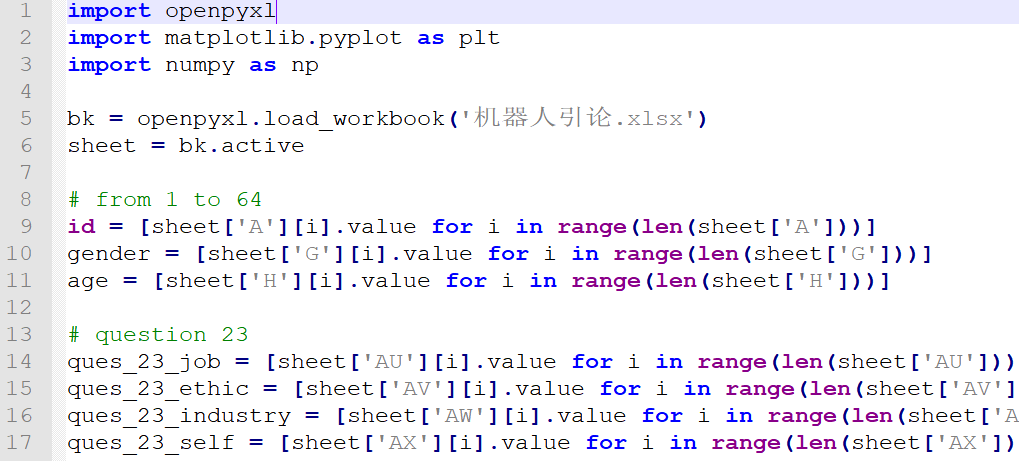 1 import openpyxl
2 import matplotlib.pyplot as plt
3 import numpy as np
4
5 bk = openpyxl.load_workbook('机器人引论.xlsx')
6 sheet = bk.active
7
8 # from 1 to 64
9 id = [sheet['A'][i].value for i in range(len(sheet['A']))]
10 gender = [sheet['G'][i].value for i in range(len(sheet['G']))]
11 age = [sheet['H'][i].value for i in range(len(sheet['H']))]
12
13 # question 23
14 ques_23_job = [sheet['AU'][i].value for i in range(len(sheet['AU']))
15 ques_23_ethic = [sheet['AV'][i].value for i in range(len(sheet['AV']
16 ques_23_industry = [sheet['AW'][i].value for i in range(len(sheet['A
17 ques_23_self = [sheet['AX'][i].value for i in range(len(sheet['AX'])